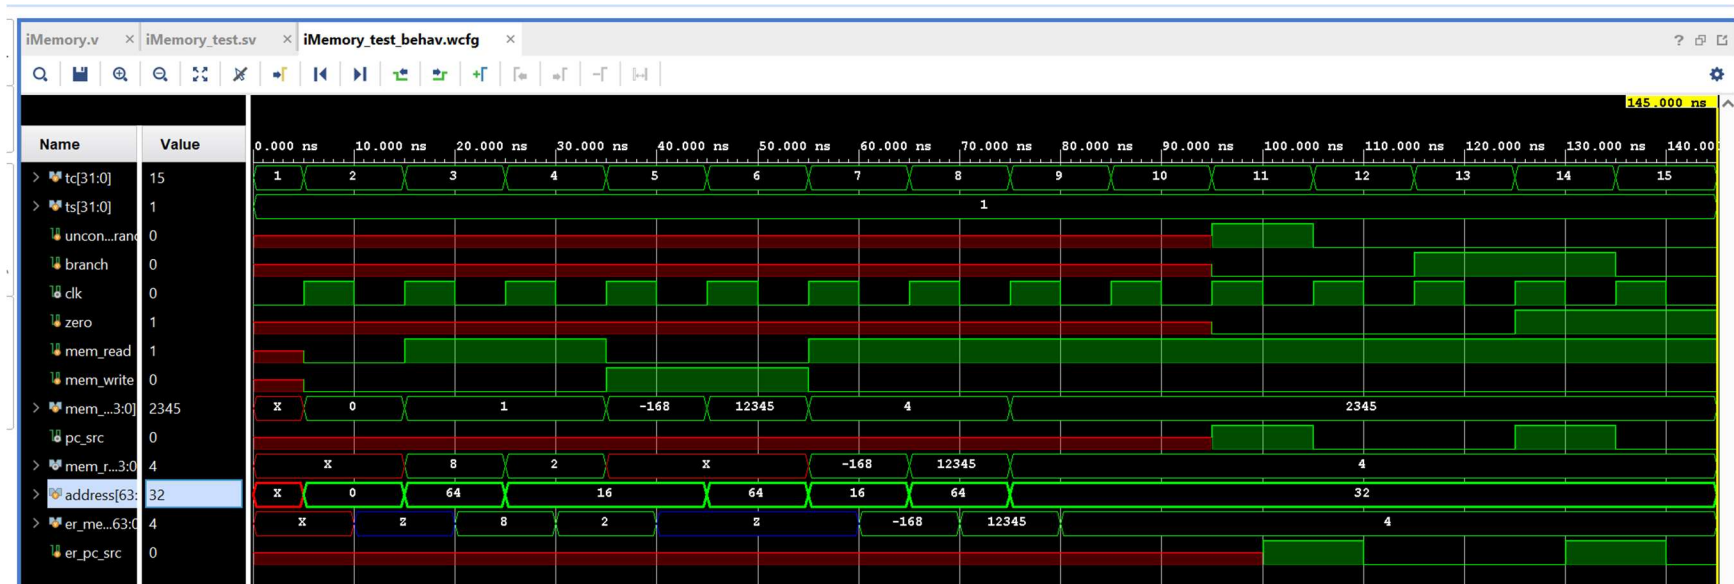 iMemory.v × iMemory_test.sv × iMemory_test_behav.wcfg × ?
145.000 ns
Name Value 0.000 ns 10.000 ns 20.000 ns 30.000 ns 40.000 ns 50.000 ns 60.000 ns 70.000 ns 80.000 ns 90.000 ns 100.000 ns 110.000 ns 120.000 ns 130.000 ns 140.00
> tc[31:0] 15 1 2 3 4 5 6 7 8 9 10 11 12 13 14 15
> ts[31:0] 1 1
uncon...ran 0
branch 0
clk 0
zero 1
mem_read 1
mem_write 0
> mem_...3:0] 2345 X 0 1 -168 12345 4 2345
pc_src 0
> mem_r...3:0 4 X 8 2 X -168 12345 4
> address[63: 32 X 0 64 16 64 16 64 32
> er_me...63:0 4 X Z 8 2 Z -168 12345 4
er_pc_src 0